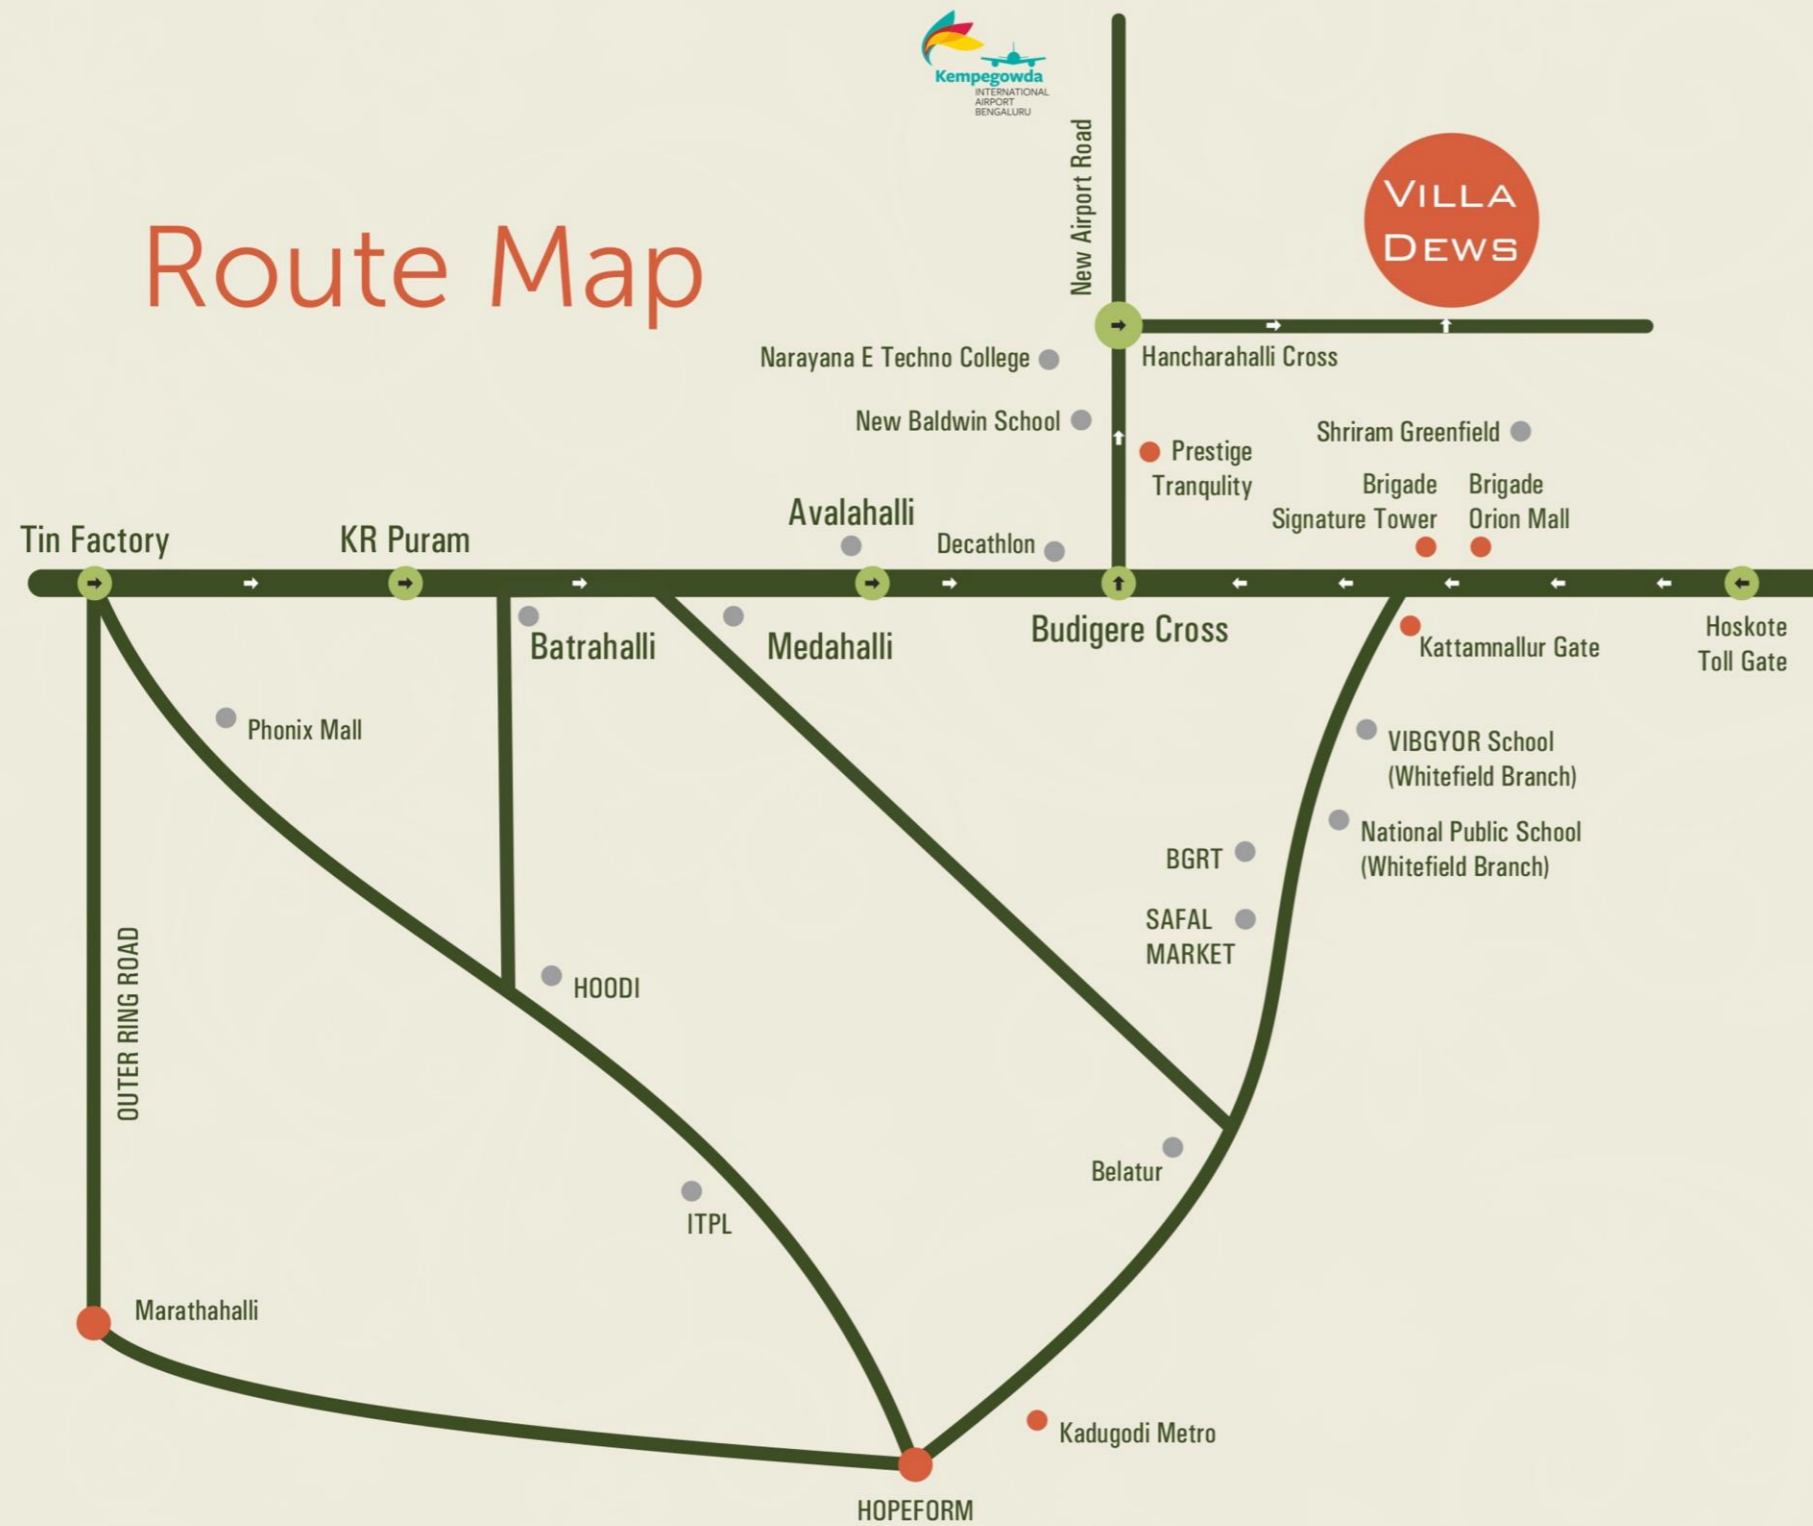 Kempegowda
INTERNATIONAL
AIRPORT
BENGALURU
New Airport Road
VILLA
DEWS
Route Map
Narayana E Techno College
Hancharahalli Cross
New Baldwin School
Shriram Greenfield
Prestige
Tranqulity
Brigade
Signature Tower
Brigade
Orion Mall
Avalahalli
Decathlon
Tin Factory
KR Puram
Batrahalli
Medahalli
Budigere Cross
Kattamnallur Gate
Hoskote
Toll Gate
Phonix Mall
VIBGYOR School
(Whitefield Branch)
National Public School
(Whitefield Branch)
BGRT
SAFAL
MARKET
HOODI
OUTER RING ROAD
Belatur
ITPL
Marathahalli
Kadugodi Metro
HOPEFORM